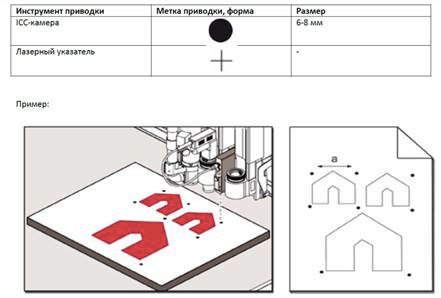 Инструмент приводки Метка приводки, форма Размер
ICC-камера 6-8 мм
Лазерный указатель -
Пример:
a